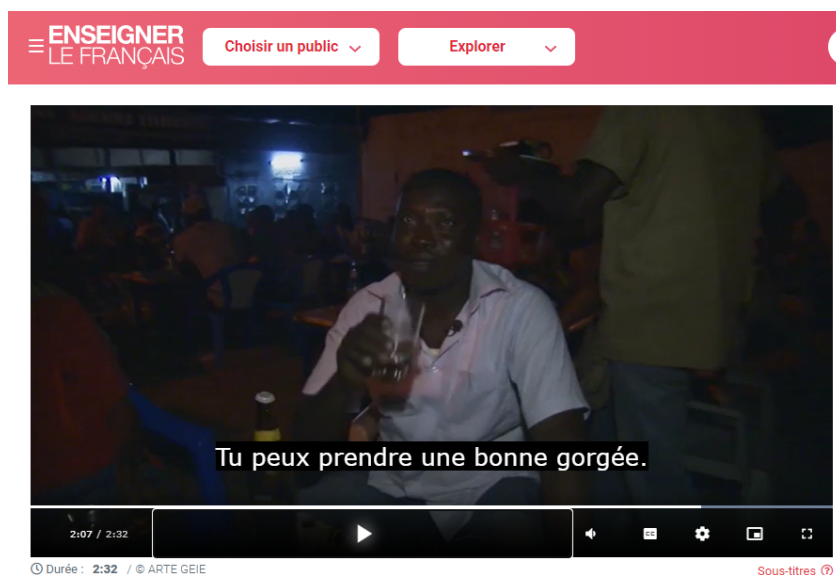 ENSEIGNER
LE FRANÇAIS
Choisir un public
Explorer
Tu peux prendre une bonne gorgée.
2:07 / 2:32
CC
Durée : 2:32 / © ARTE GEIE
Sous-titres ?